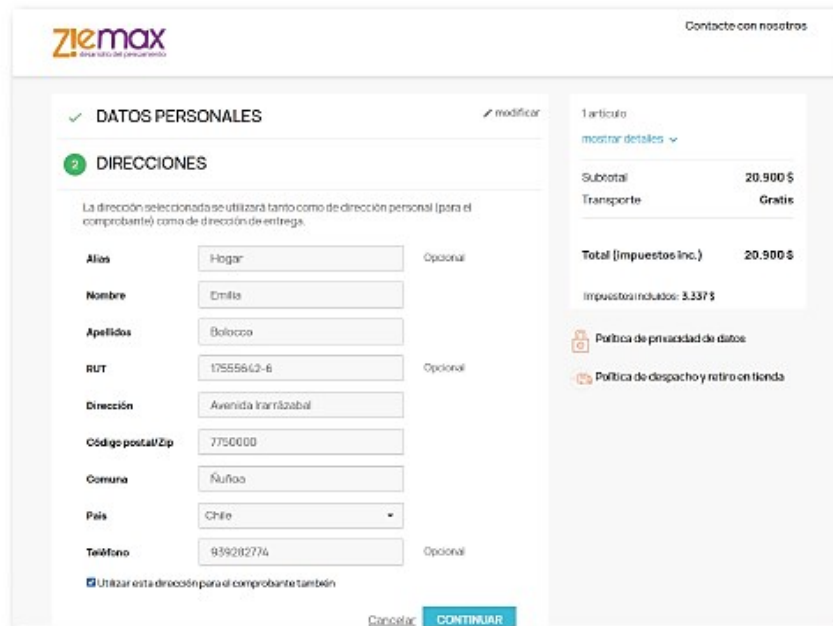 ziemax
desarrollo del pensamiento
Contacte con nosotros
DATOS PERSONALES
modificar
2 DIRECCIONES
La dirección seleccionada se utilizará tanto como de dirección personal (para el
comprobante) como de dirección de entrega.
Alias Hogar Opcional
Nombre Emilia
Apellidos Bolocco
RUT 17555642-6 Opcional
Dirección Avenida Irarrázabal
Código postal/Zip 7750000
Comuna Ñuñoa
País Chile
Teléfono 939282774 Opcional
Utilizar esta dirección para el comprobante también
Cancelar CONTINUAR
1 artículo
mostrar detalles
Subtotal 20.900 $
Transporte Gratis
Total (impuestos inc.) 20.900 $
Impuestos incluidos: 3.337 $
Política de privacidad de datos
Política de despacho y retiro en tienda